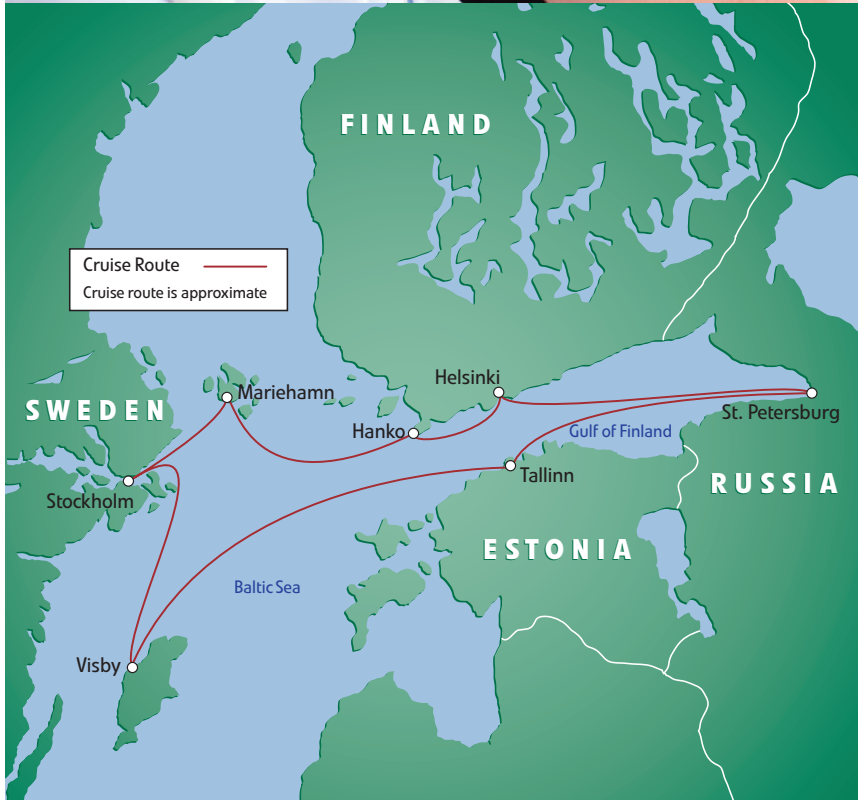 FINLAND
Cruise Route
Cruise route is approximate
Helsinki
Mariehamn
SWEDEN
Hanko
St. Petersburg
Gulf of Finland
Tallinn
RUSSIA
Stockholm
ESTONIA
Baltic Sea
Visby